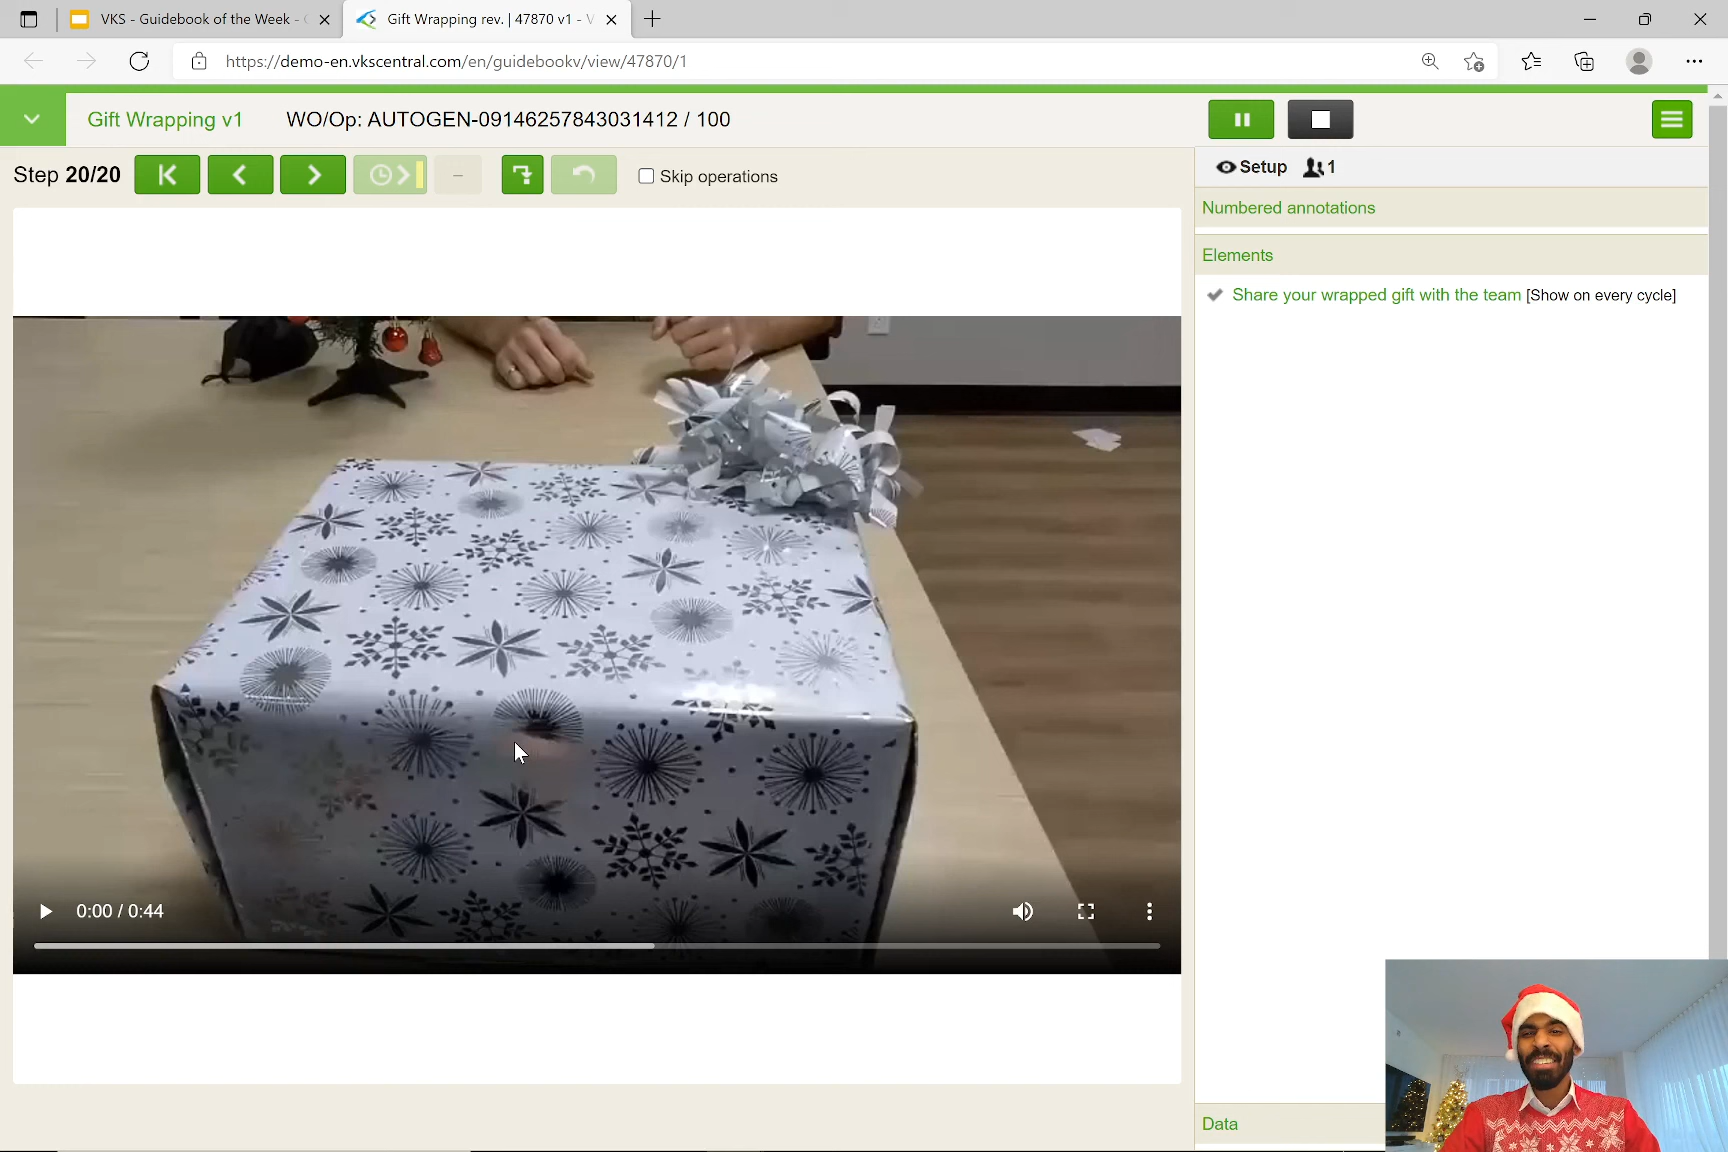 VKS - Guidebook of the Week -
Gift Wrapping rev. | 47870 v1 - V
https://demo-en.vkscentral.com/en/guidebookv/view/47870/1
Gift Wrapping v1
WO/Op: AUTOGEN-09146257843031412 / 100
Step 20/20
Skip operations
Setup
1
Numbered annotations
Elements
Share your wrapped gift with the team [Show on every cycle]
0:00 / 0:44
Data